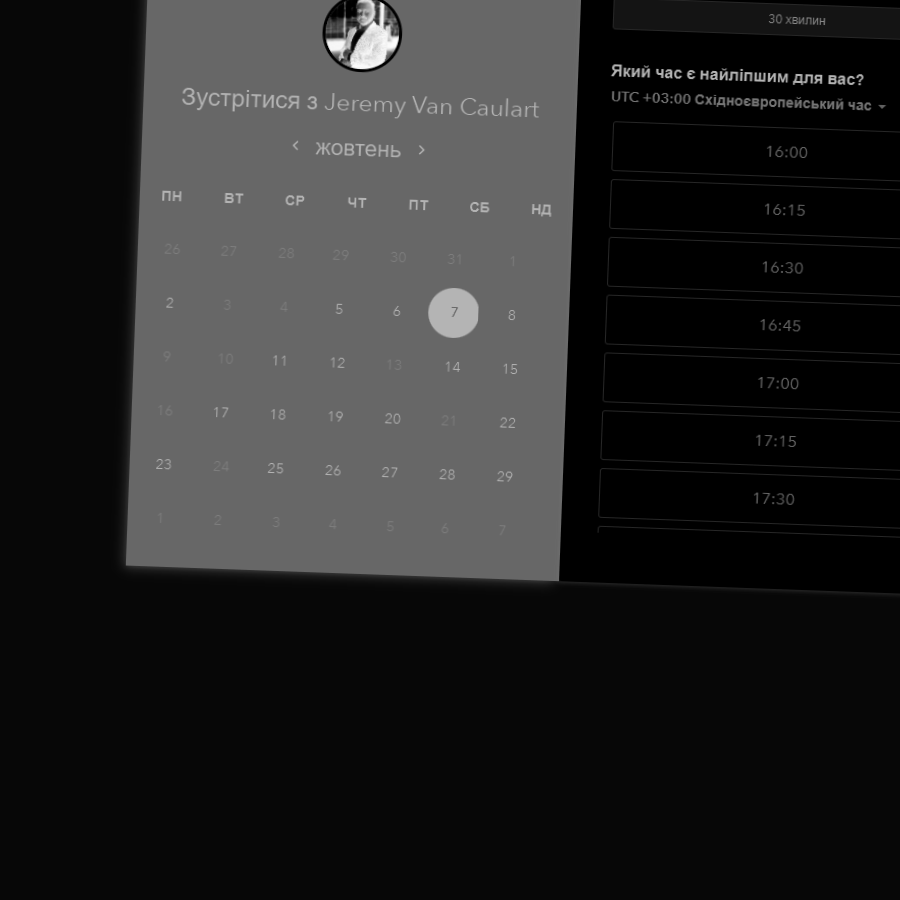 Зустрітися з Jeremy Van Caulart
жовтень
ПН ВТ СР ЧТ ПТ СБ НД
26 27 28 29 30 31 1
2 3 4 5 6 7 8
9 10 11 12 13 14 15
16 17 18 19 20 21 22
23 24 25 26 27 28 29
1 2 3 4 5 6 7
30 хвилин
Який час є найліпшим для вас?
UTC +03:00 Східноєвропейський час
16:00
16:15
16:30
16:45
17:00
17:15
17:30